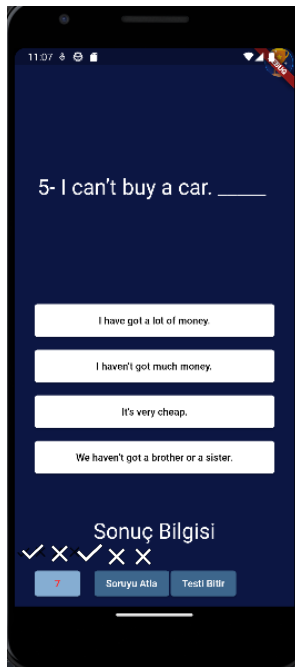 11:07
DEBUG
5- I can't buy a car. _____
I have got a lot of money.
I haven't got much money.
It's very cheap.
We haven't got a brother or a sister.
Sonuç Bilgisi
7
Soruyu Atla
Testi Bitir